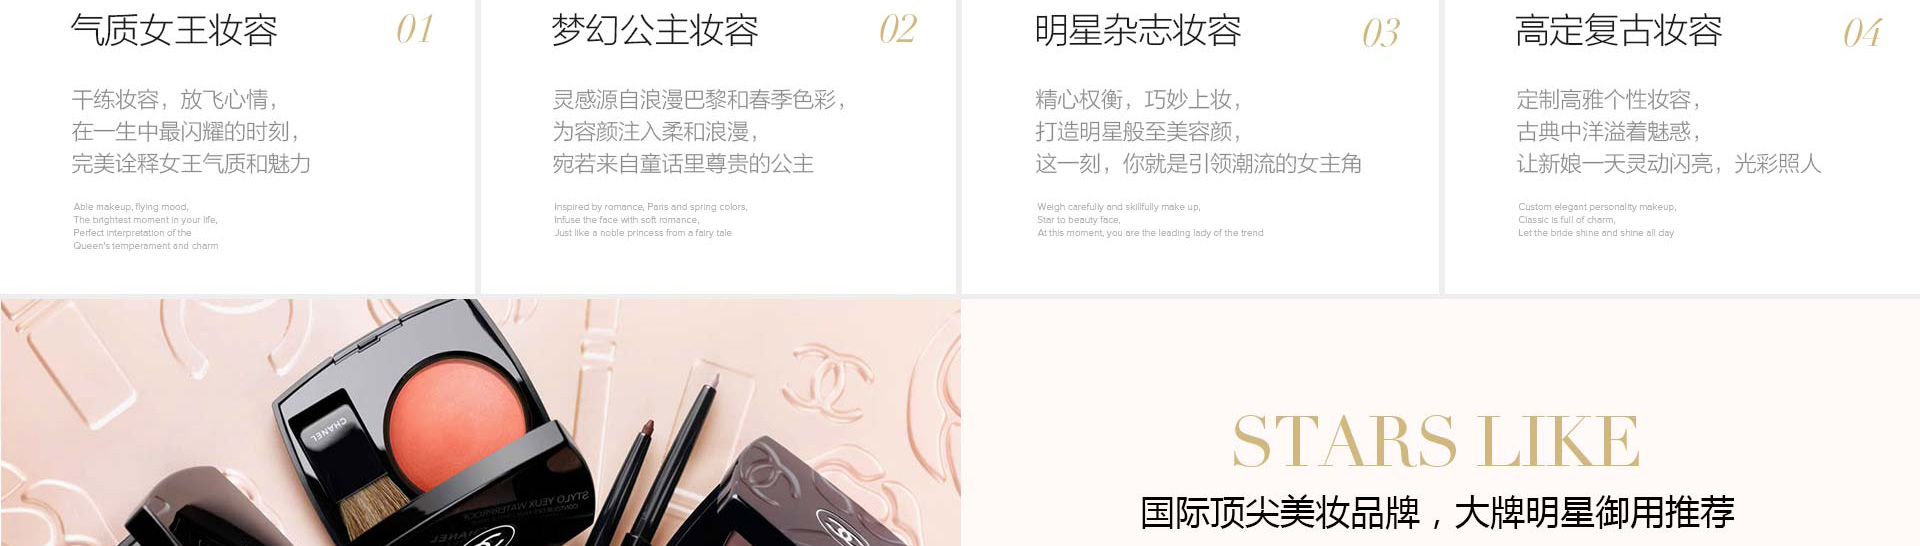 气质女王妆容
01
干练妆容，放飞心情，
在一生中最闪耀的时刻，
完美诠释女王气质和魅力
Able makeup, flying mood,
The brightest moment in your life,
Perfect interpretation of the
Queen's temperament and charm
梦幻公主妆容
02
灵感源自浪漫巴黎和春季色彩，
为容颜注入柔和浪漫，
宛若来自童话里尊贵的公主
Inspired by romance, Paris and spring colors,
Infuse the face with soft romance,
Just like a noble princess from a fairy tale
明星杂志妆容
03
精心权衡，巧妙上妆，
打造明星般至美容颜，
这一刻，你就是引领潮流的女主角
Weigh carefully and skillfully make up,
Star to beauty face,
At this moment, you are the leading lady of the trend
高定复古妆容
04
定制高雅个性妆容，
古典中洋溢着魅惑，
让新娘一天灵动闪亮，光彩照人
Custom elegant personality makeup,
Classic is full of charm,
Let the bride shine and shine all day
CHANEL
STYLO YEUX WATERPROOF
CHANEL
STARS LIKE
国际顶尖美妆品牌，大牌明星御用推荐